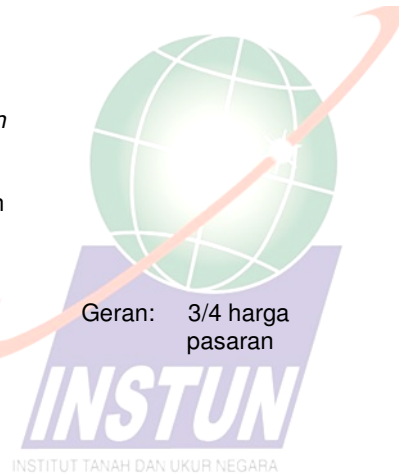 n
n
Geran: 3/4 harga
pasaran
INSTUN
INSTITUT TANAH DAN UKUR NEGARA